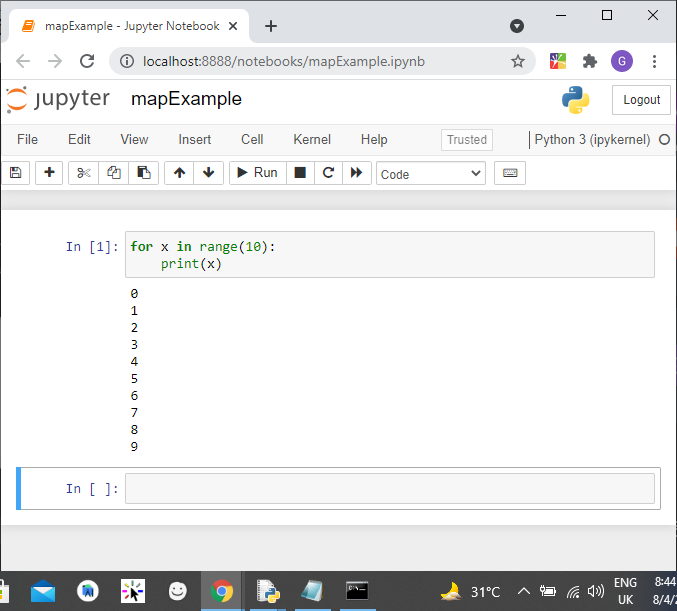 mapExample - Jupyter Notebook
localhost:8888/notebooks/mapExample.ipynb
G
jupyter mapExample
Logout
File Edit View Insert Cell Kernel Help Trusted Python 3 (ipykernel)
Run Code
In [1]: for x in range(10):
print(x)
0
1
2
3
4
5
6
7
8
9
In [ ]:
31°C
ENG
UK
8:44
8/4/2